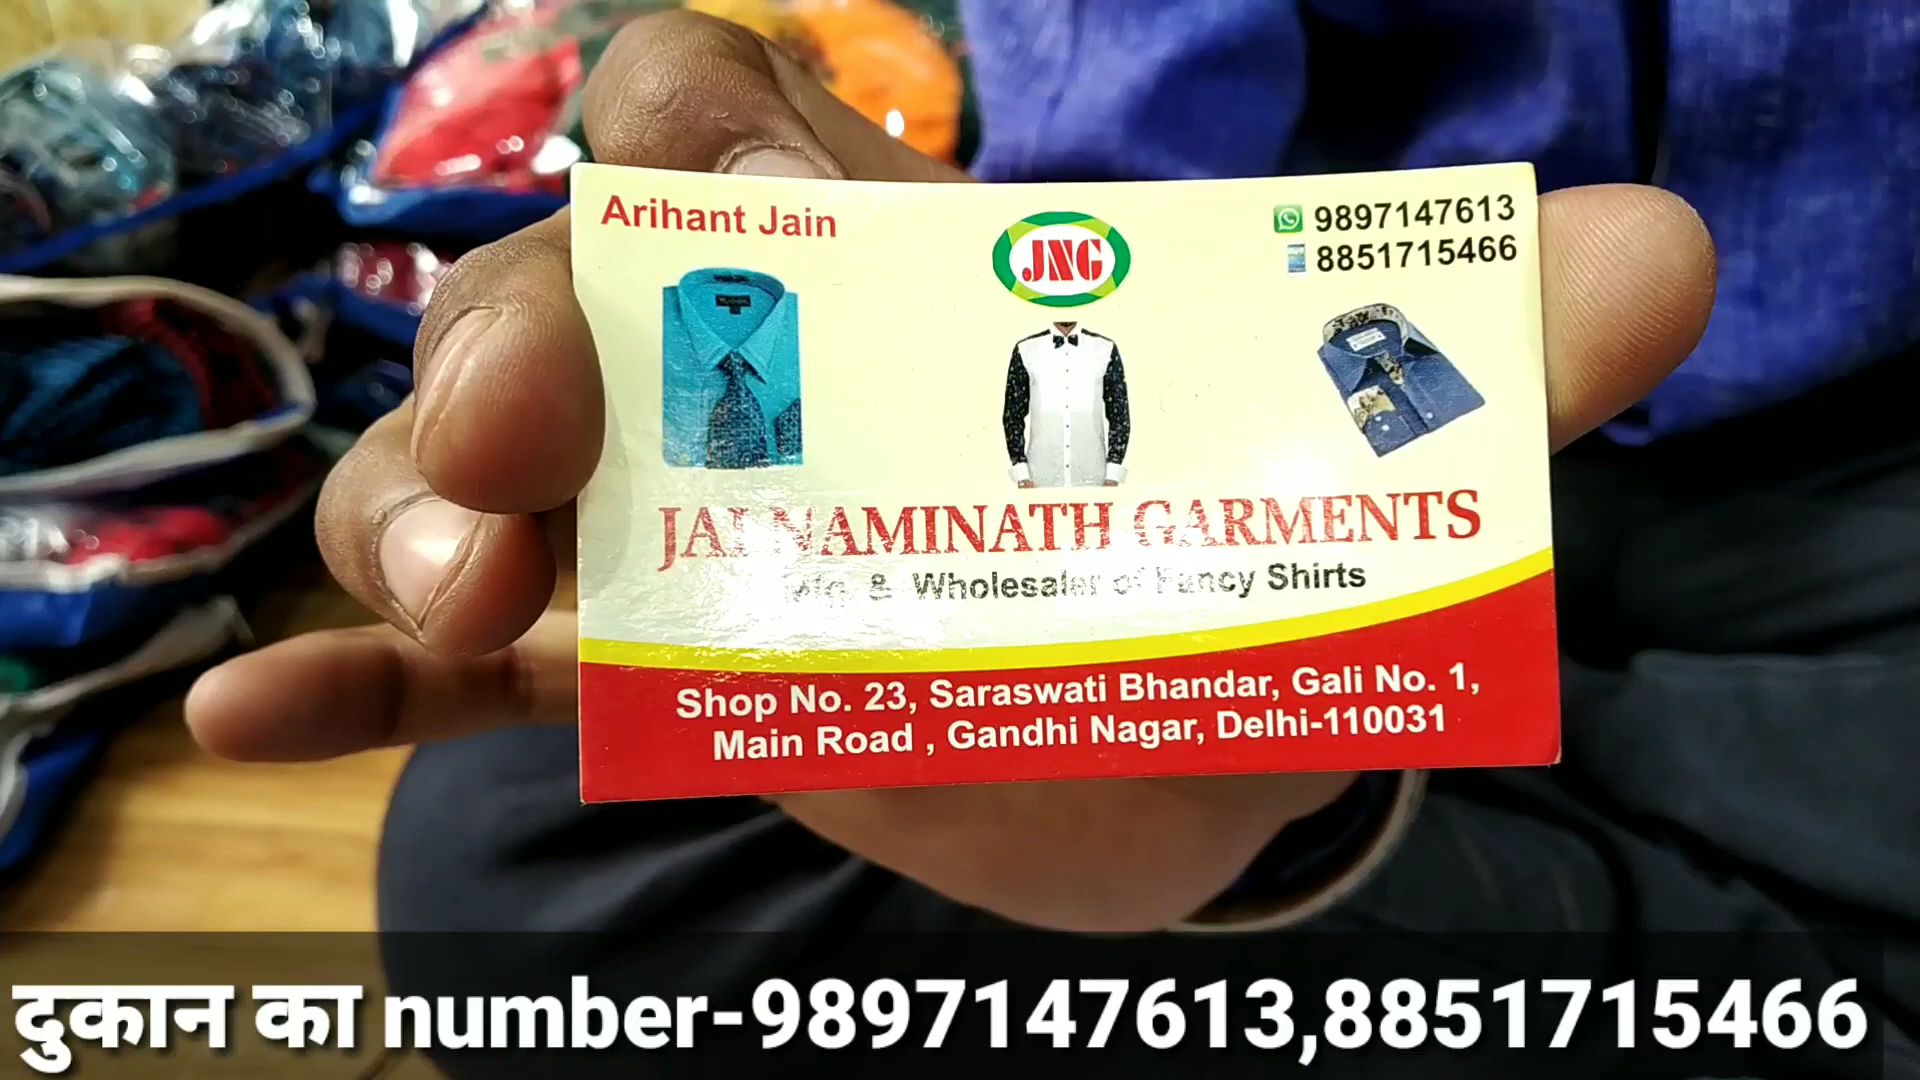 Arihant Jain
9897147613
8851715466
JNG
JAI NAMINATH GARMENTS
Mfg. & Wholesaler of Fancy Shirts
Shop No. 23, Saraswati Bhandar, Gali No. 1,
Main Road , Gandhi Nagar, Delhi-110031
दुकान का number-9897147613,8851715466